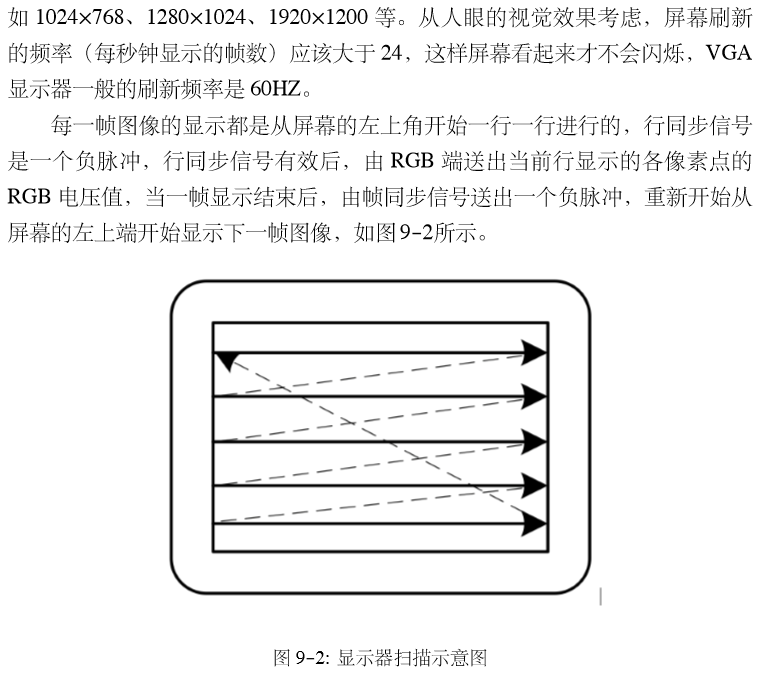 如 1024×768、1280×1024、1920×1200 等。从人眼的视觉效果考虑，屏幕刷新
的频率（每秒钟显示的帧数）应该大于 24，这样屏幕看起来才不会闪烁，VGA
显示器一般的刷新频率是 60HZ。
每一帧图像的显示都是从屏幕的左上角开始一行一行进行的，行同步信号
是一个负脉冲，行同步信号有效后，由 RGB 端送出当前行显示的各像素点的
RGB 电压值，当一帧显示结束后，由帧同步信号送出一个负脉冲，重新开始从
屏幕的左上端开始显示下一帧图像，如图9-2所示。
图 9-2: 显示器扫描示意图